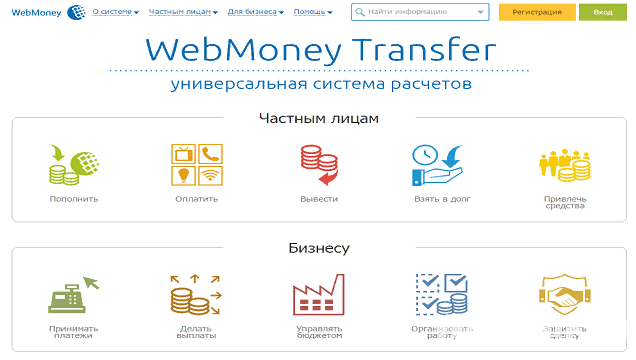 WebMoney О системе Частным лицам Для бизнеса Помощь Найти информацию Регистрация Вход
WebMoney Transfer
универсальная система расчетов
Частным лицам
Пополнить Оплатить Вывести Взять в долг Привлечь
средства
Бизнесу
Принимать Делать Управлять Организовать Защитить
платежи выплаты бюджетом работу сделку